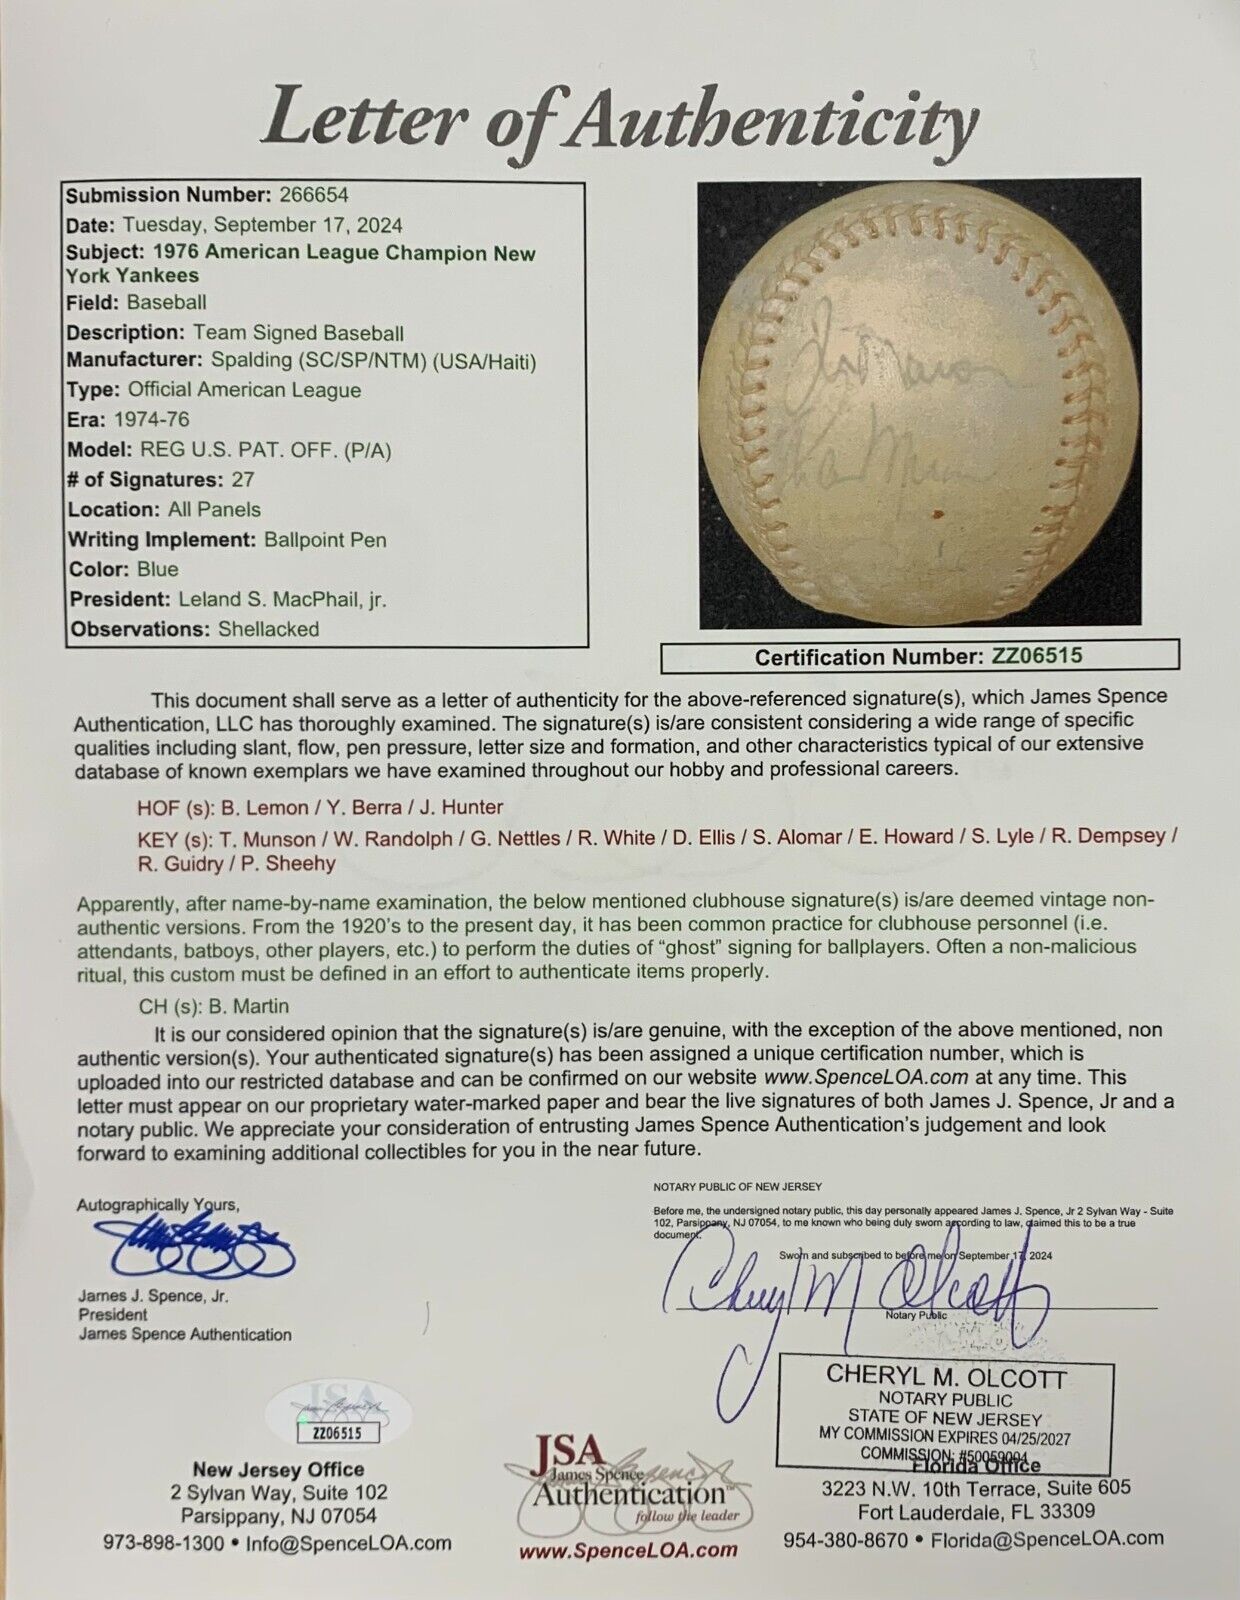 Letter of Authenticity
Submission Number: 266654
Date: Tuesday, September 17, 2024
Subject: 1976 American League Champion New
York Yankees
Field: Baseball
Description: Team Signed Baseball
Manufacturer: Spalding (SC/SP/NTM) (USA/Haiti)
Type: Official American League
Era: 1974-76
Model: REG U.S. PAT. OFF. (P/A)
# of Signatures: 27
Location: All Panels
Writing Implement: Ballpoint Pen
Color: Blue
President: Leland S. MacPhail, jr.
Observations: Shellacked
Certification Number: ZZ06515
This document shall serve as a letter of authenticity for the above-referenced signature(s), which James Spence
Authentication, LLC has thoroughly examined. The signature(s) is/are consistent considering a wide range of specific
qualities including slant, flow, pen pressure, letter size and formation, and other characteristics typical of our extensive
database of known exemplars we have examined throughout our hobby and professional careers.
HOF (s): B. Lemon / Y. Berra / J. Hunter
KEY (s): T. Munson / W. Randolph / G. Nettles / R. White / D. Ellis / S. Alomar / E. Howard / S. Lyle / R. Dempsey /
R. Guidry / P. Sheehy
Apparently, after name-by-name examination, the below mentioned clubhouse signature(s) is/are deemed vintage non-
authentic versions. From the 1920's to the present day, it has been common practice for clubhouse personnel (i.e.
attendants, batboys, other players, etc.) to perform the duties of "ghost" signing for ballplayers. Often a non-malicious
ritual, this custom must be defined in an effort to authenticate items properly.
CH (s): B. Martin
It is our considered opinion that the signature(s) is/are genuine, with the exception of the above mentioned, non
authentic version(s). Your authenticated signature(s) has been assigned a unique certification number, which is
uploaded into our restricted database and can be confirmed on our website www.SpenceLOA.com at any time. This
letter must appear on our proprietary water-marked paper and bear the live signatures of both James J. Spence, Jr and a
notary public. We appreciate your consideration of entrusting James Spence Authentication's judgement and look
forward to examining additional collectibles for you in the near future.
Autographically Yours,
James J. Spence, Jr.
President
James Spence Authentication
NOTARY PUBLIC OF NEW JERSEY
Before me, the undersigned notary public, this day personally appeared James J. Spence, Jr 2 Sylvan Way - Suite
102, Parsippany, NJ 07054, to me known who being duly sworn according to law, claimed this to be a true
document.
Sworn and subscribed to before me on September 17, 2024
Cheryl M Olcott
Notary Public
CHERYL M. OLCOTT
NOTARY PUBLIC
STATE OF NEW JERSEY
MY COMMISSION EXPIRES 04/25/2027
COMMISSION: #50059094
JSA
ZZ06515
New Jersey Office
2 Sylvan Way, Suite 102
Parsippany, NJ 07054
973-898-1300 • Info@SpenceLOA.com
JSA
James Spence
Authentication™
follow the leader
www.SpenceLOA.com
Florida Office
3223 N.W. 10th Terrace, Suite 605
Fort Lauderdale, FL 33309
954-380-8670 • Florida@SpenceLOA.com